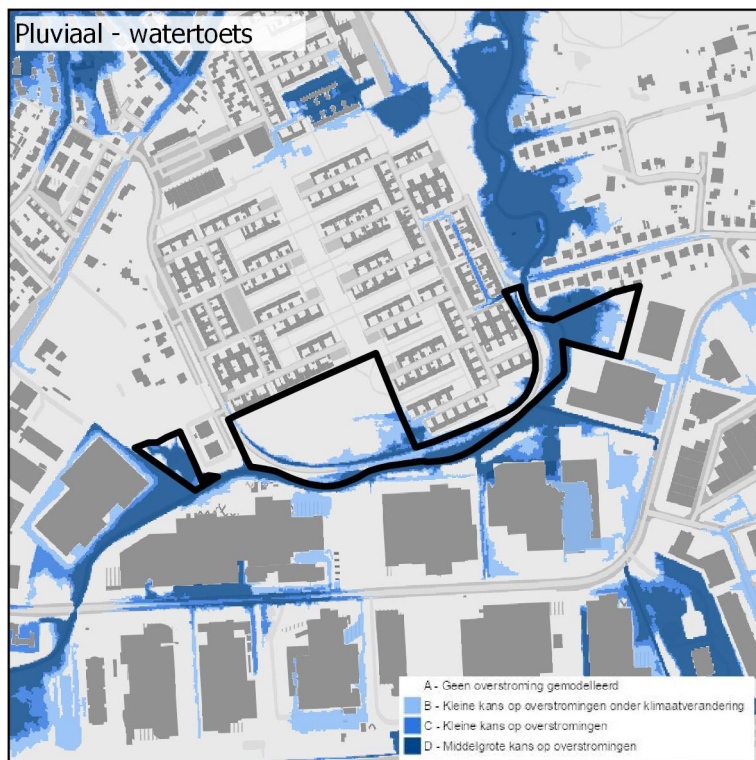 Pluviaal - watertoets
A - Geen overstroming gemodelleerd
B - Kleine kans op overstromingen onder klimaatverandering
C - Kleine kans op overstromingen
D - Middelgrote kans op overstromingen